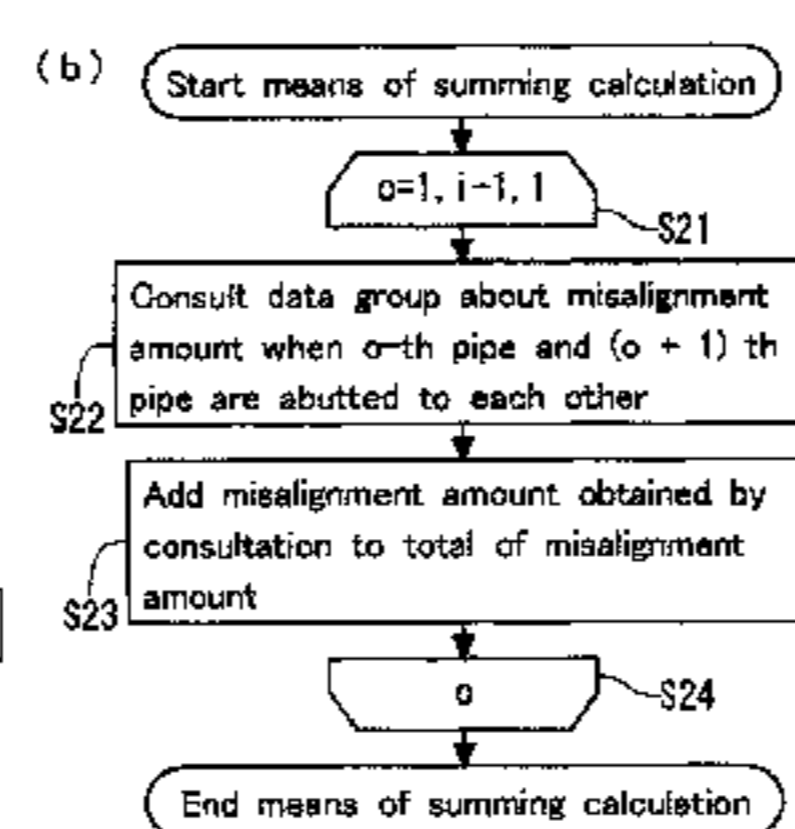 (b)
Start means of summing calculation
o=1, i-1, 1
S21
Consult data group about misalignment
amount when o-th pipe and (o + 1) th
pipe are abutted to each other
S22
Add misalignment amount obtained by
consultation to total of misalignment
amount
S23
o
S24
End means of summing calculation